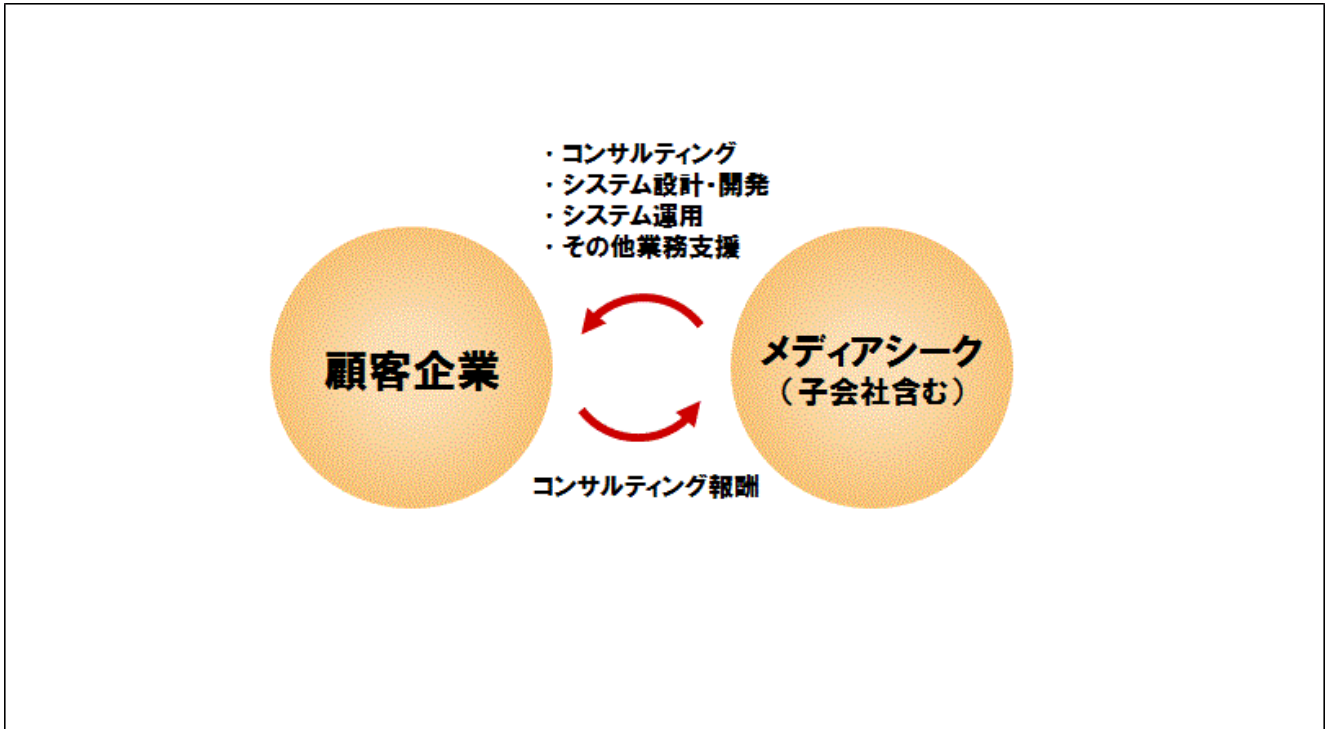 ・コンサルティング
・システム設計・開発
・システム運用
・その他業務支援
顧客企業
メディアシーク
（子会社含む）
コンサルティング報酬